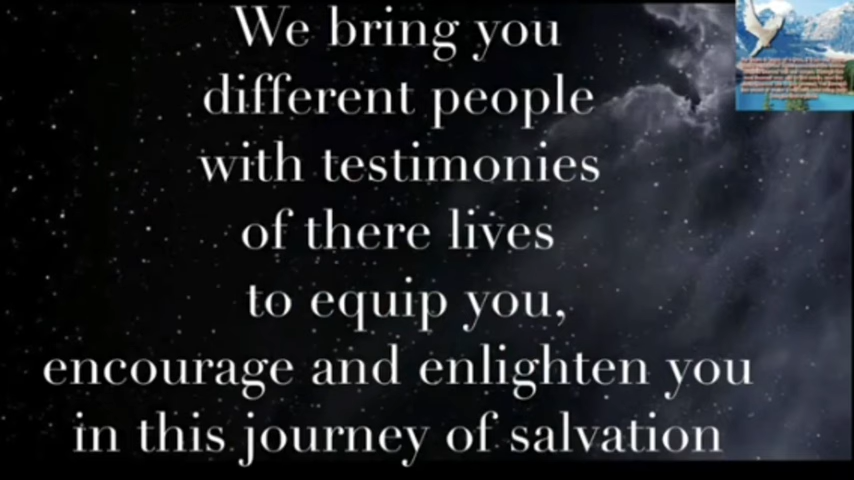 We bring you
different people
with testimonies
of there lives
to equip you,
encourage and enlighten you
in this journey of salvation